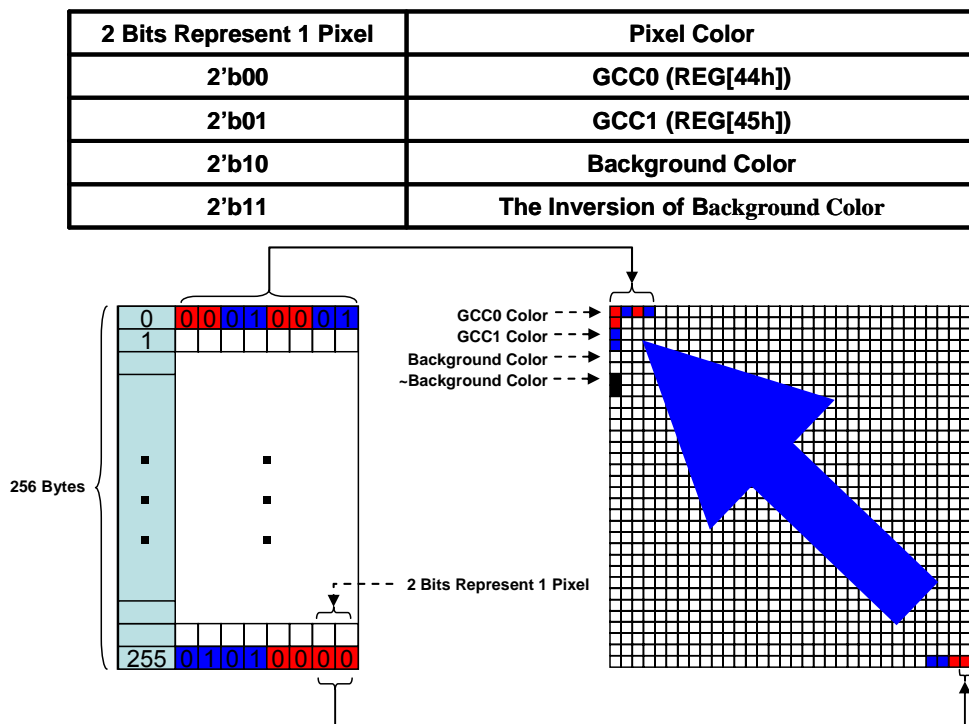 2 Bits Represent 1 Pixel Pixel Color
2'b00 GCC0 (REG[44h])
2'b01 GCC1 (REG[45h])
2'b10 Background Color
2'b11 The Inversion of Background Color
0 0 0 0 1 0 0 0 1
1
GCC0 Color
GCC1 Color
Background Color
~Background Color
256 Bytes
2 Bits Represent 1 Pixel
255 0 1 0 1 0 0 0 0